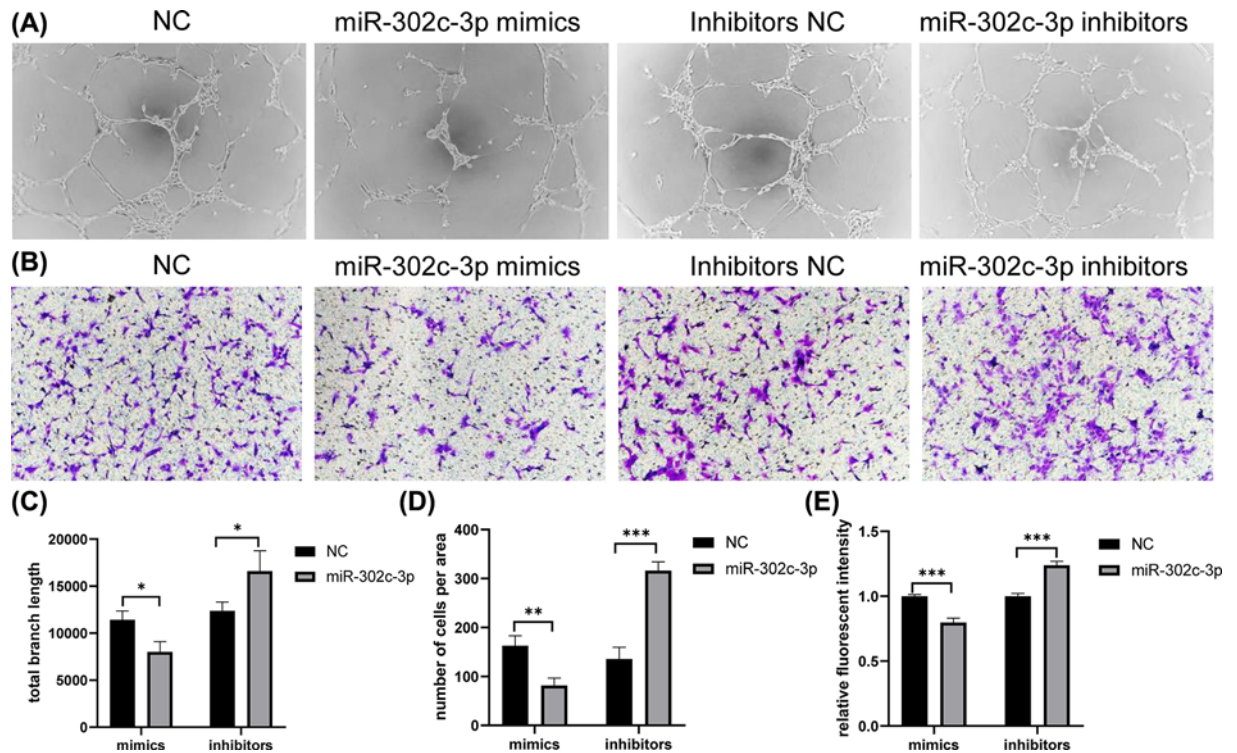 (A)
NC
miR-302c-3p mimics
Inhibitors NC
miR-302c-3p inhibitors
(B)
NC
miR-302c-3p mimics
Inhibitors NC
miR-302c-3p inhibitors
(C)
total branch length
20000
15000
10000
5000
0
*
*
mimics
inhibitors
NC
miR-302c-3p
(D)
number of cells per area
400
300
200
100
0
**
***
mimics
inhibitors
NC
miR-302c-3p
(E)
relative fluorescent intensity
1.5
1.0
0.5
0.0
***
***
mimics
inhibitors
NC
miR-302c-3p